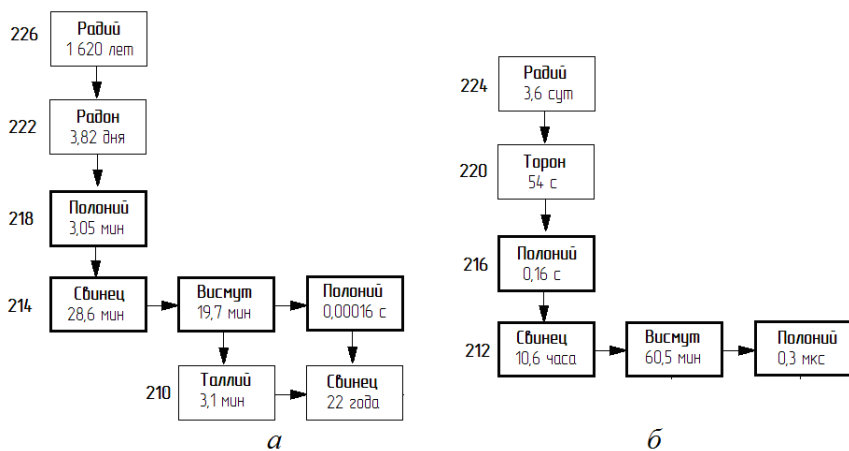 226
Радий
1 620 лет
222
Радон
3,82 дня
218
Полоний
3,05 мин
214
Свинец
28,6 мин
Висмут
19,7 мин
Полоний
0,00016 с
210
Таллий
3,1 мин
Свинец
22 года
а
224
Радий
3,6 сут
220
Торон
54 с
216
Полоний
0,16 с
212
Свинец
10,6 часа
Висмут
60,5 мин
Полоний
0,3 мкс
б